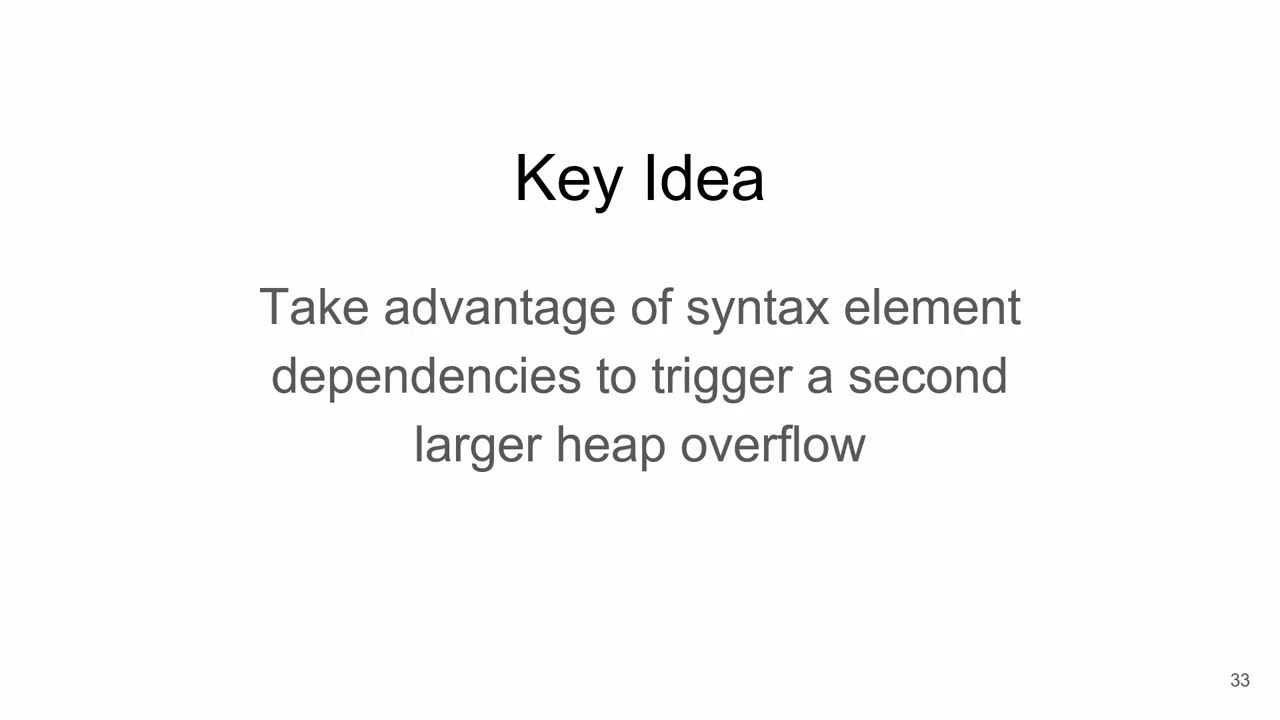 Key Idea
Take advantage of syntax element
dependencies to trigger a second
larger heap overflow
33